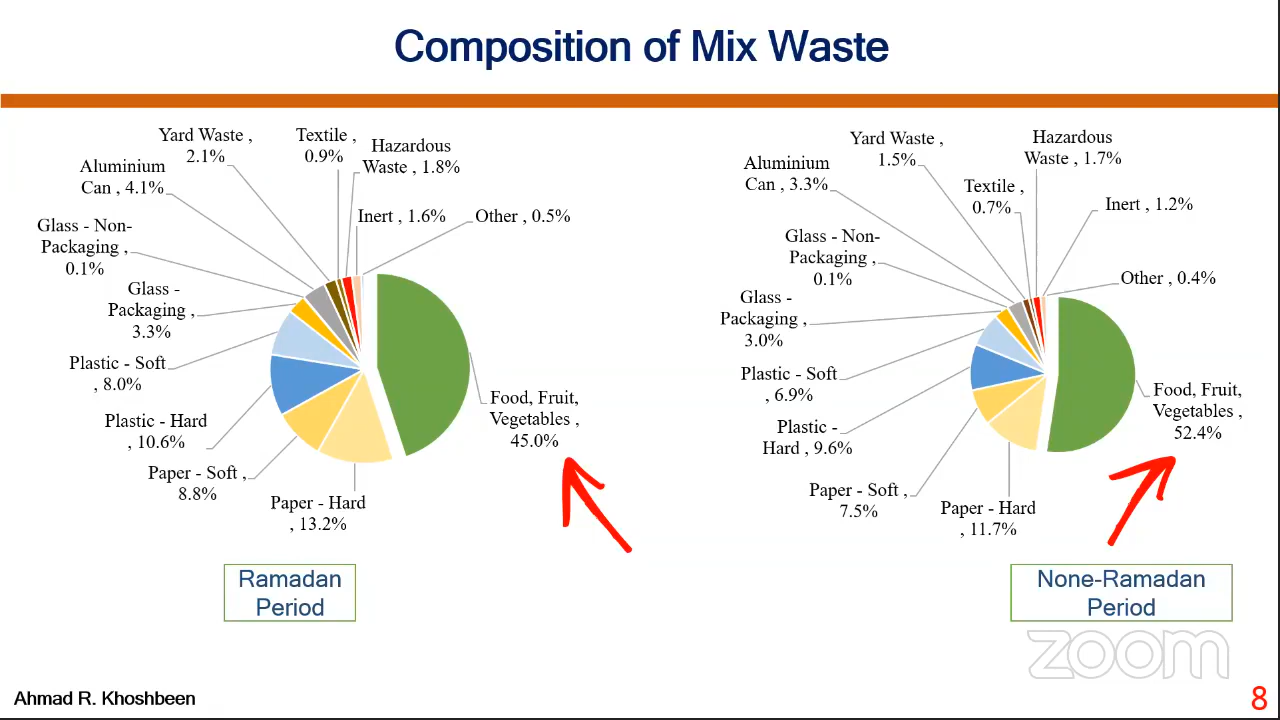 Composition of Mix Waste
Yard Waste ,
2.1%
Textile ,
0.9%
Hazardous
Waste , 1.8%
Aluminium
Can , 4.1%
Inert , 1.6%
Other , 0.5%
Glass - Non-
Packaging ,
0.1%
Glass -
Packaging ,
3.3%
Plastic - Soft
, 8.0%
Plastic - Hard
, 10.6%
Paper - Soft ,
8.8%
Paper - Hard
, 13.2%
Food, Fruit,
Vegetables ,
45.0%
Ramadan
Period
Yard Waste ,
1.5%
Hazardous
Waste , 1.7%
Aluminium
Can , 3.3%
Textile ,
0.7%
Inert , 1.2%
Glass - Non-
Packaging ,
0.1%
Other , 0.4%
Glass -
Packaging ,
3.0%
Plastic - Soft
, 6.9%
Plastic -
Hard , 9.6%
Paper - Soft ,
7.5%
Paper - Hard
, 11.7%
Food, Fruit,
Vegetables ,
52.4%
None-Ramadan
Period
zoom
Ahmad R. Khoshbeen
8